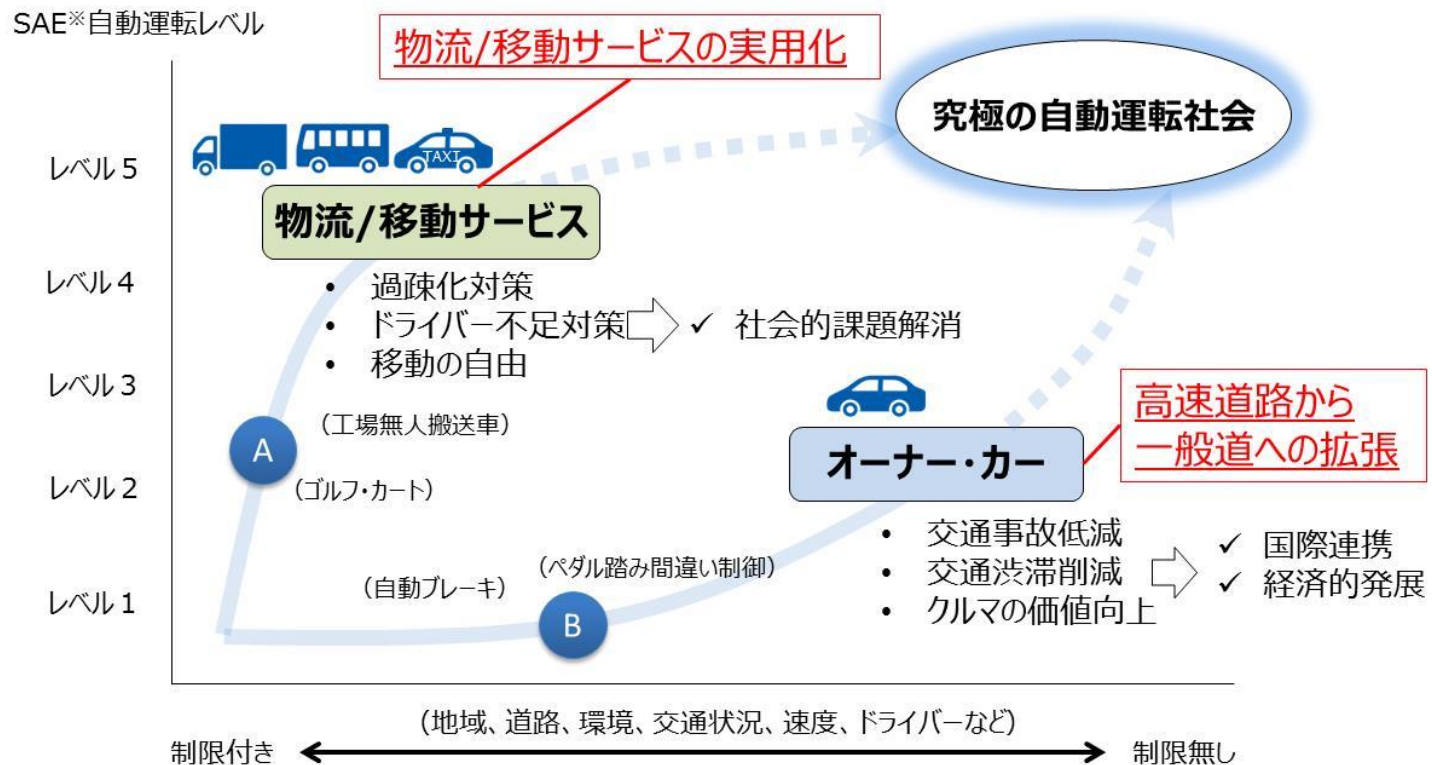 SAE※自動運転レベル
物流/移動サービスの実用化
究極の自動運転社会
レベル5
TAXI
物流/移動サービス
レベル4
• 過疎化対策
• ドライバー不足対策
• 移動の自由
✓ 社会的課題解消
レベル3
高速道路から
一般道への拡張
A
(工場無人搬送車)
オーナー・カー
レベル2
(ゴルフ・カート)
• 交通事故低減
• 交通渋滞削減
• クルマの価値向上
✓ 国際連携
✓ 経済的発展
(自動ブレーキ)
(ペダル踏み間違い制御)
レベル1
B
(地域、道路、環境、交通状況、速度、ドライバーなど)
制限付き
制限無し